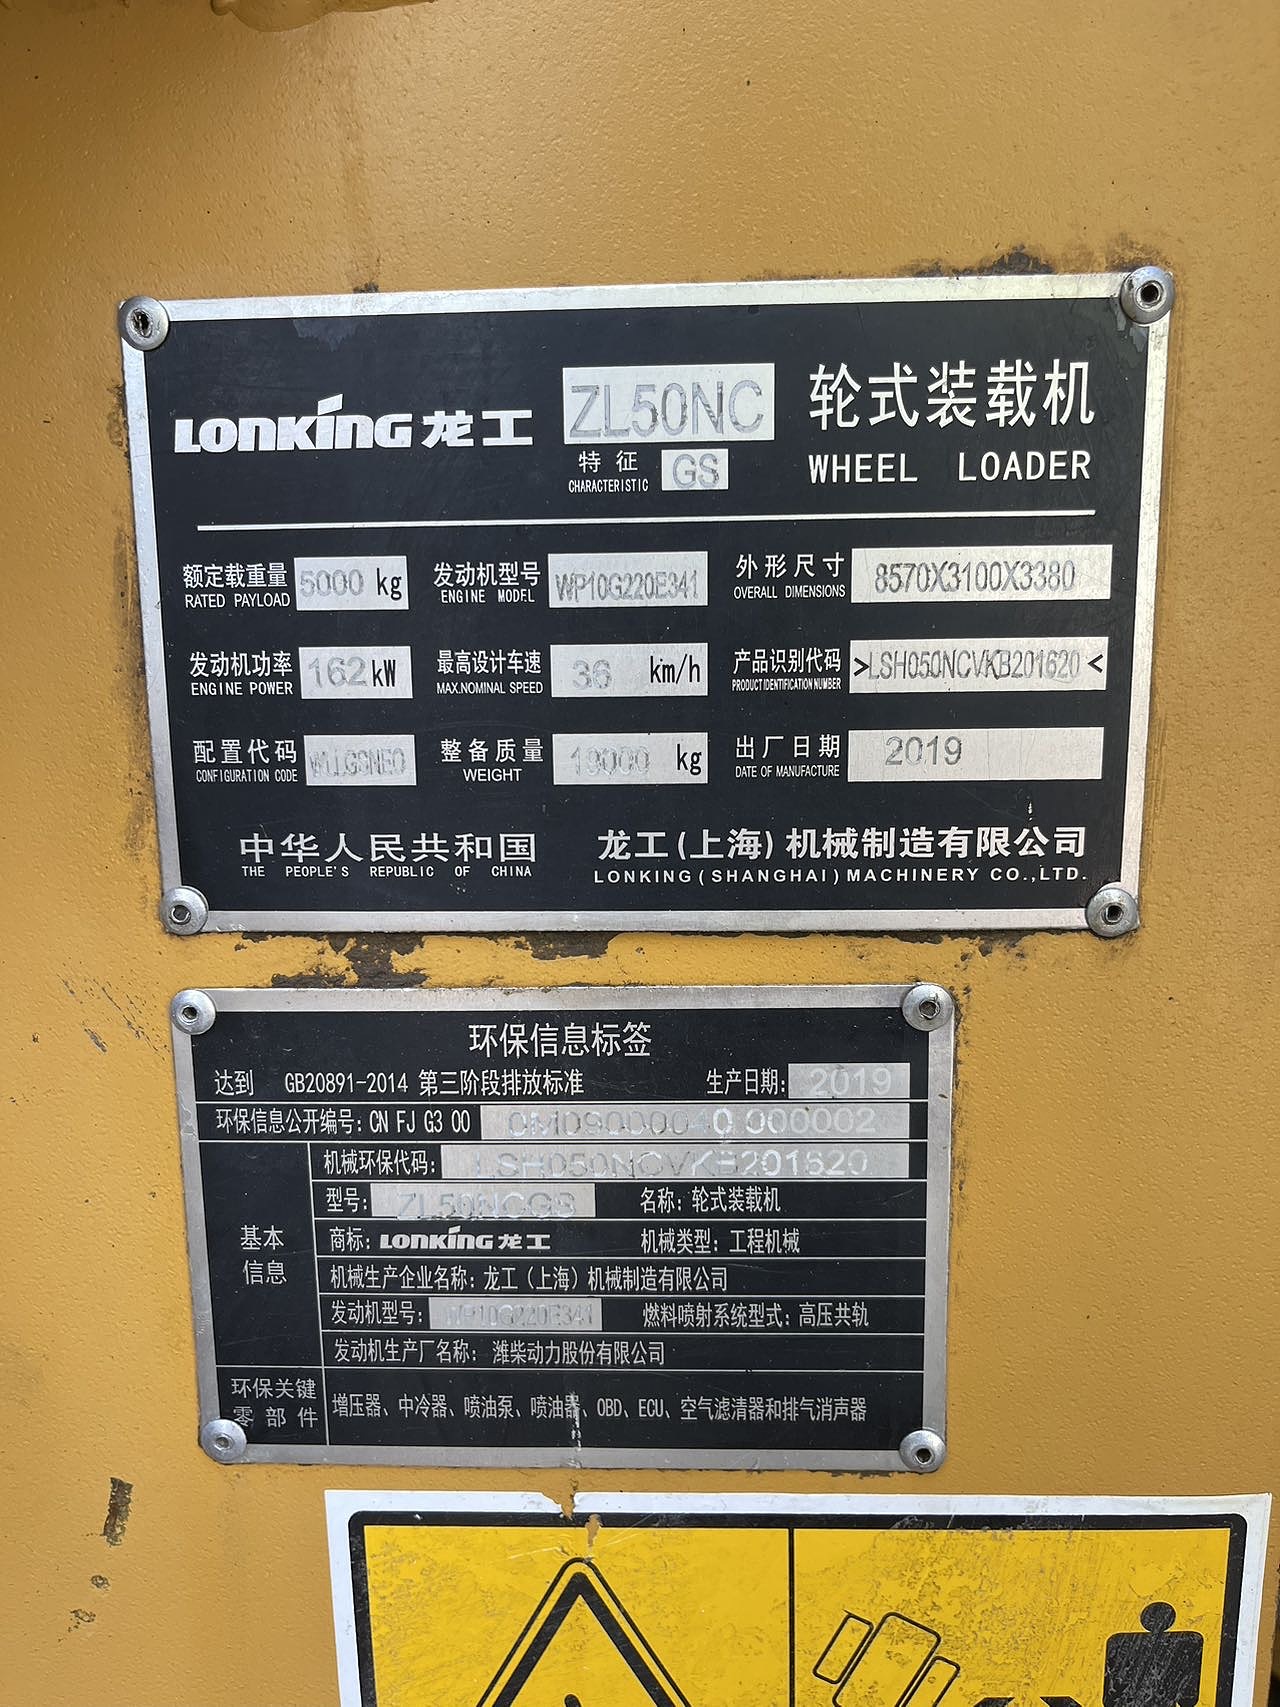 LONKING 龙工 ZL50NC 轮式装载机
特征 GS
CHARACTERISTIC
WHEEL LOADER
额定载重量 5000 kg 发动机型号 WP10G220E341 外形尺寸 8570X3100X3380
RATED PAYLOAD ENGINE MODEL OVERALL DIMENSIONS
发动机功率 162 kW 最高设计车速 36 km/h 产品识别代码 >LSH050NCVKB201620<
ENGINE POWER MAX.NOMINAL SPEED PRODUCT IDENTIFICATION NUMBER
配置代码 整备质量 kg 出厂日期 2019
CONFIGURATION CODE WEIGHT DATE OF MANUFACTURE
中华人民共和国 龙工(上海)机械制造有限公司
THE PEOPLE'S REPUBLIC OF CHINA LONKING(SHANGHAI)MACHINERY CO.,LTD.
环保信息标签
达到 GB20891-2014 第三阶段排放标准 生产日期: 2019
环保信息公开编号: CN FJ G3 00 000002
机械环保代码: LSH050NCVKB201620
型号: ZL50NCGS 名称: 轮式装载机
基本信息
商标: LONKING 龙工 机械类型: 工程机械
机械生产企业名称: 龙工(上海)机械制造有限公司
发动机型号: WP10G220E341 燃料喷射系统型式: 高压共轨
发动机生产厂名称: 潍柴动力股份有限公司
环保关键零部件 增压器、中冷器、喷油泵、喷油器、OBD、ECU、空气滤清器和排气消声器